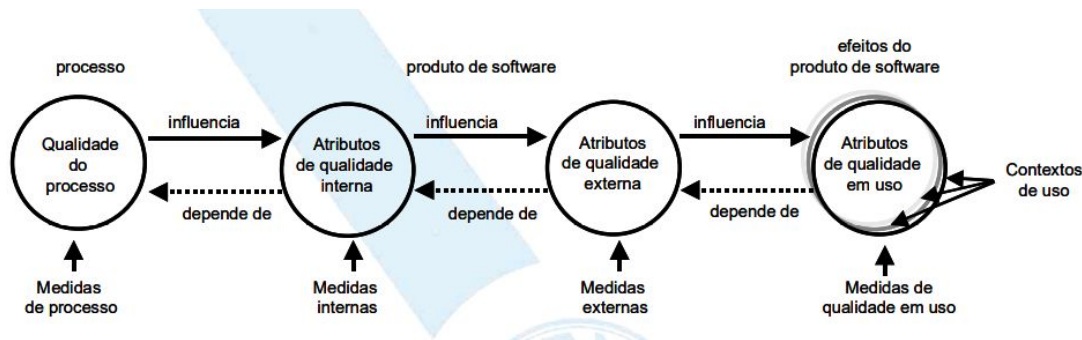 processo
produto de software
efeitos do
produto de software
Qualidade
do
processo
influencia
depende de
Atributos
de qualidade
interna
influencia
depende de
Atributos
de qualidade
externa
influencia
depende de
Atributos
de qualidade
em uso
Contextos
de uso
Medidas
de processo
Medidas
internas
Medidas
externas
Medidas de
qualidade em uso